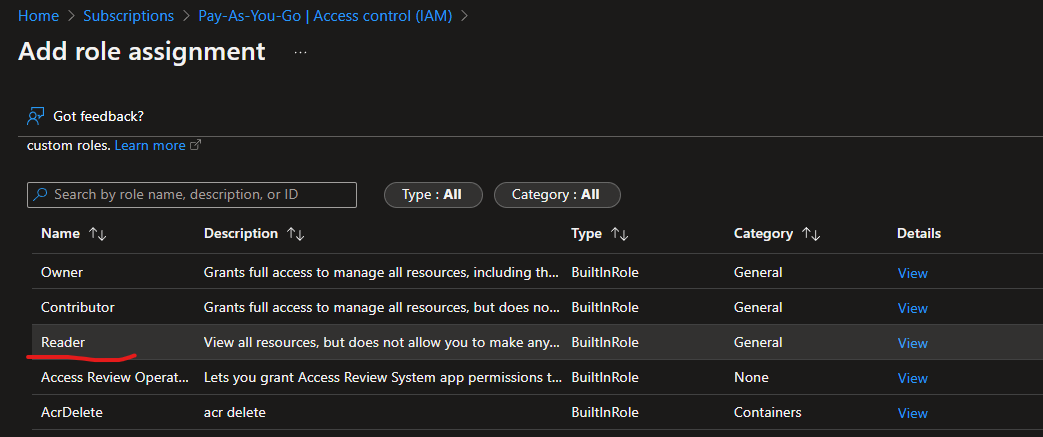 Home > Subscriptions > Pay-As-You-Go | Access control (IAM) >
Add role assignment ...
Got feedback?
custom roles. Learn more
Search by role name, description, or ID Type : All Category : All
Name ↑↓ Description ↑↓ Type ↑↓ Category ↑↓ Details
Owner Grants full access to manage all resources, including th... BuiltInRole General View
Contributor Grants full access to manage all resources, but does no... BuiltInRole General View
Reader View all resources, but does not allow you to make any... BuiltInRole General View
Access Review Operat... Lets you grant Access Review System app permissions t... BuiltInRole None View
AcrDelete acr delete BuiltInRole Containers View